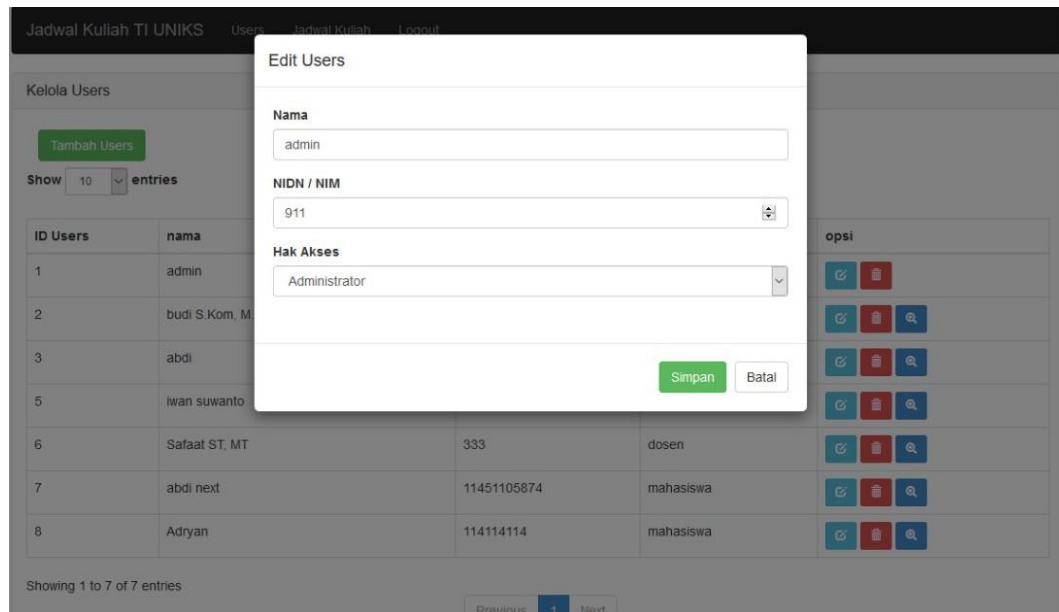 Jadwal Kuliah TI UNIKS Users Jadwal Kuliah Logout
Edit Users
Kelola Users
Nama
admin
Tambah Users
Show 10 entries
NIDN / NIM
911
Hak Akses
Administrator
Simpan Batal
ID Users nama opsi
1 admin
2 budi S.Kom, M.
3 abdi
5 iwan suwanto
6 Safaat ST, MT 333 dosen
7 abdi next 11451105874 mahasiswa
8 Adryan 114114114 mahasiswa
Showing 1 to 7 of 7 entries
Previous 1 Next